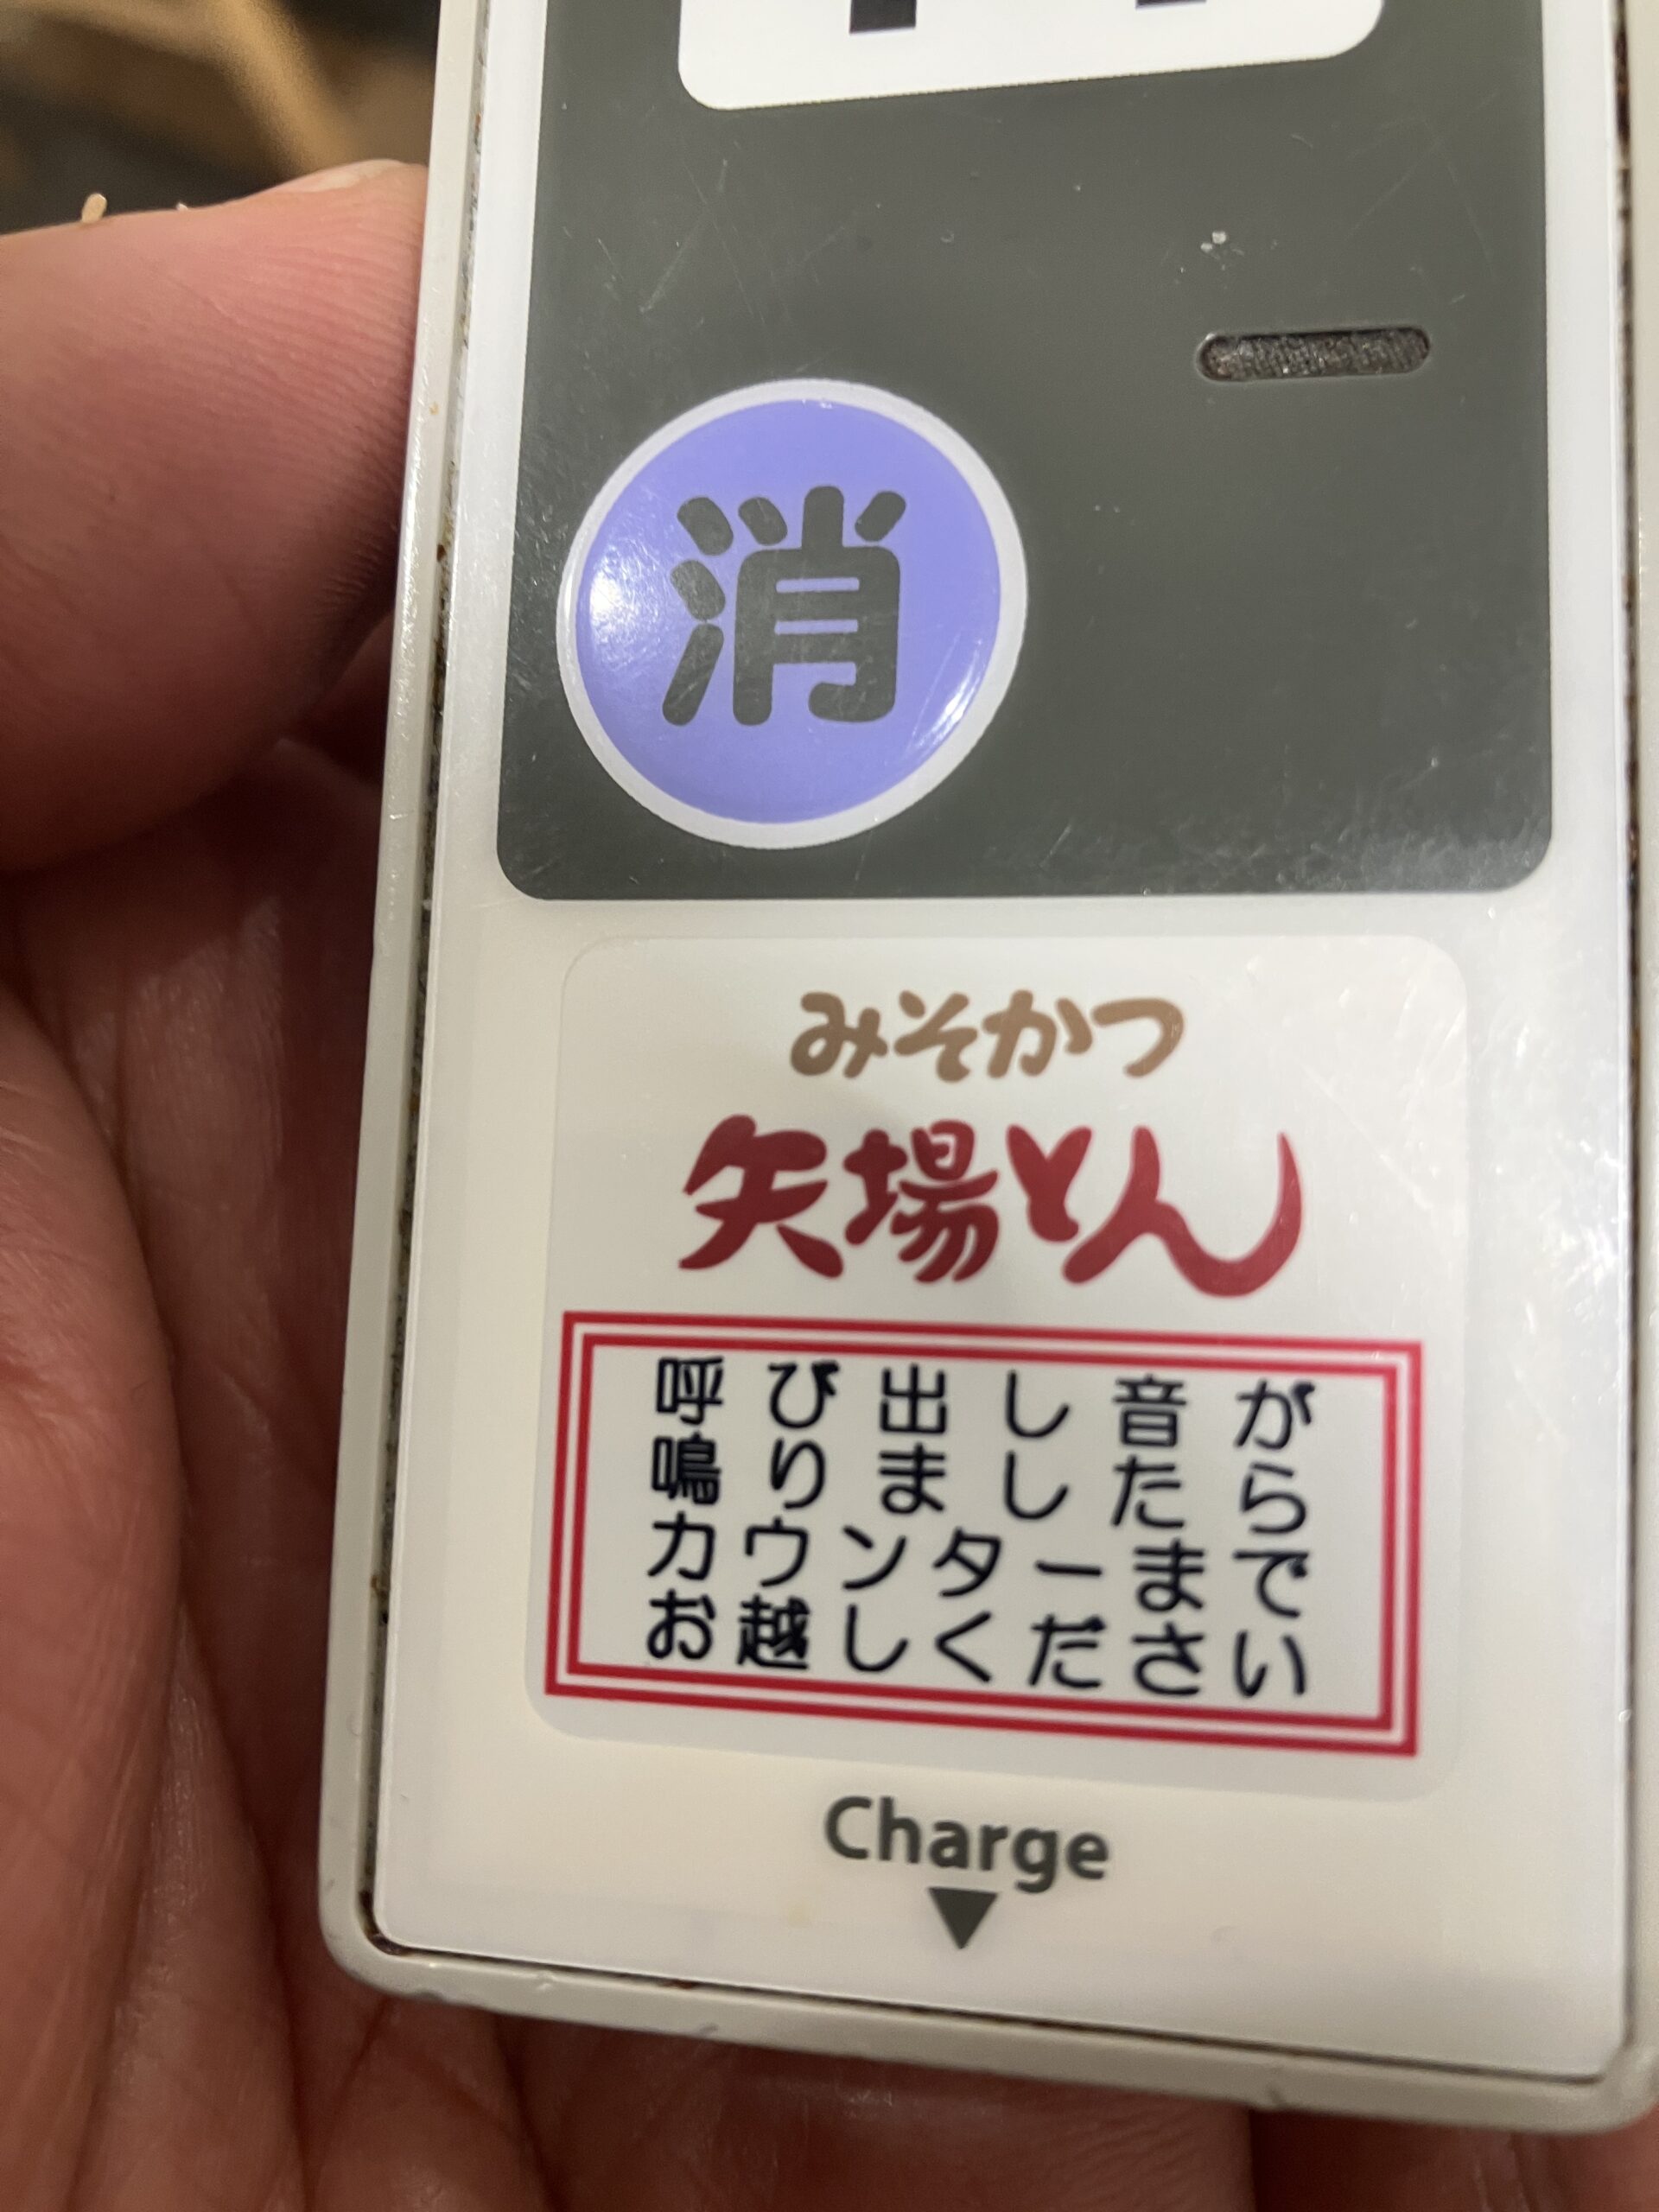 消
みそかつ
矢場とん
呼び出し音が
鳴りましたら
カウンターまで
お越しください
Charge